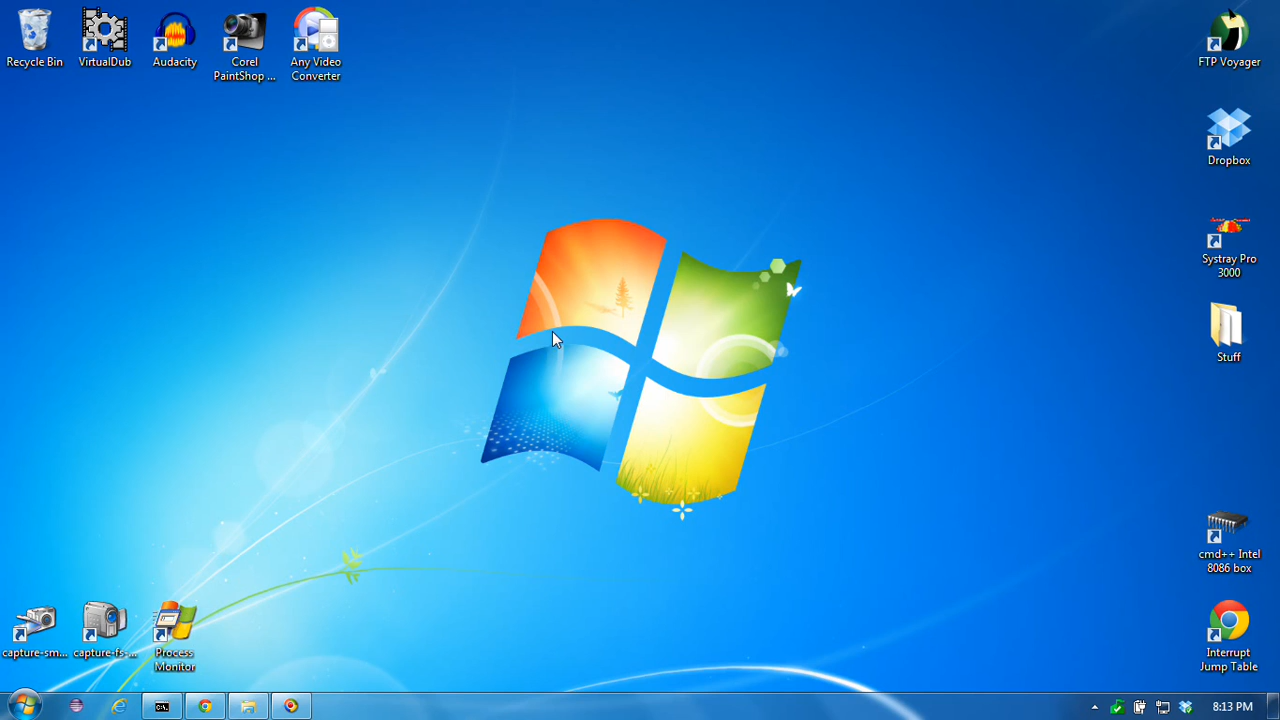 Recycle Bin
VirtualDub
Audacity
Corel
PaintShop ...
Any Video
Converter
FTP Voyager
Dropbox
Systray Pro
3000
Stuff
cmd++ Intel
8086 box
capture-sm...
capture-fs-...
Process
Monitor
Interrupt
Jump Table
C:\
8:13 PM